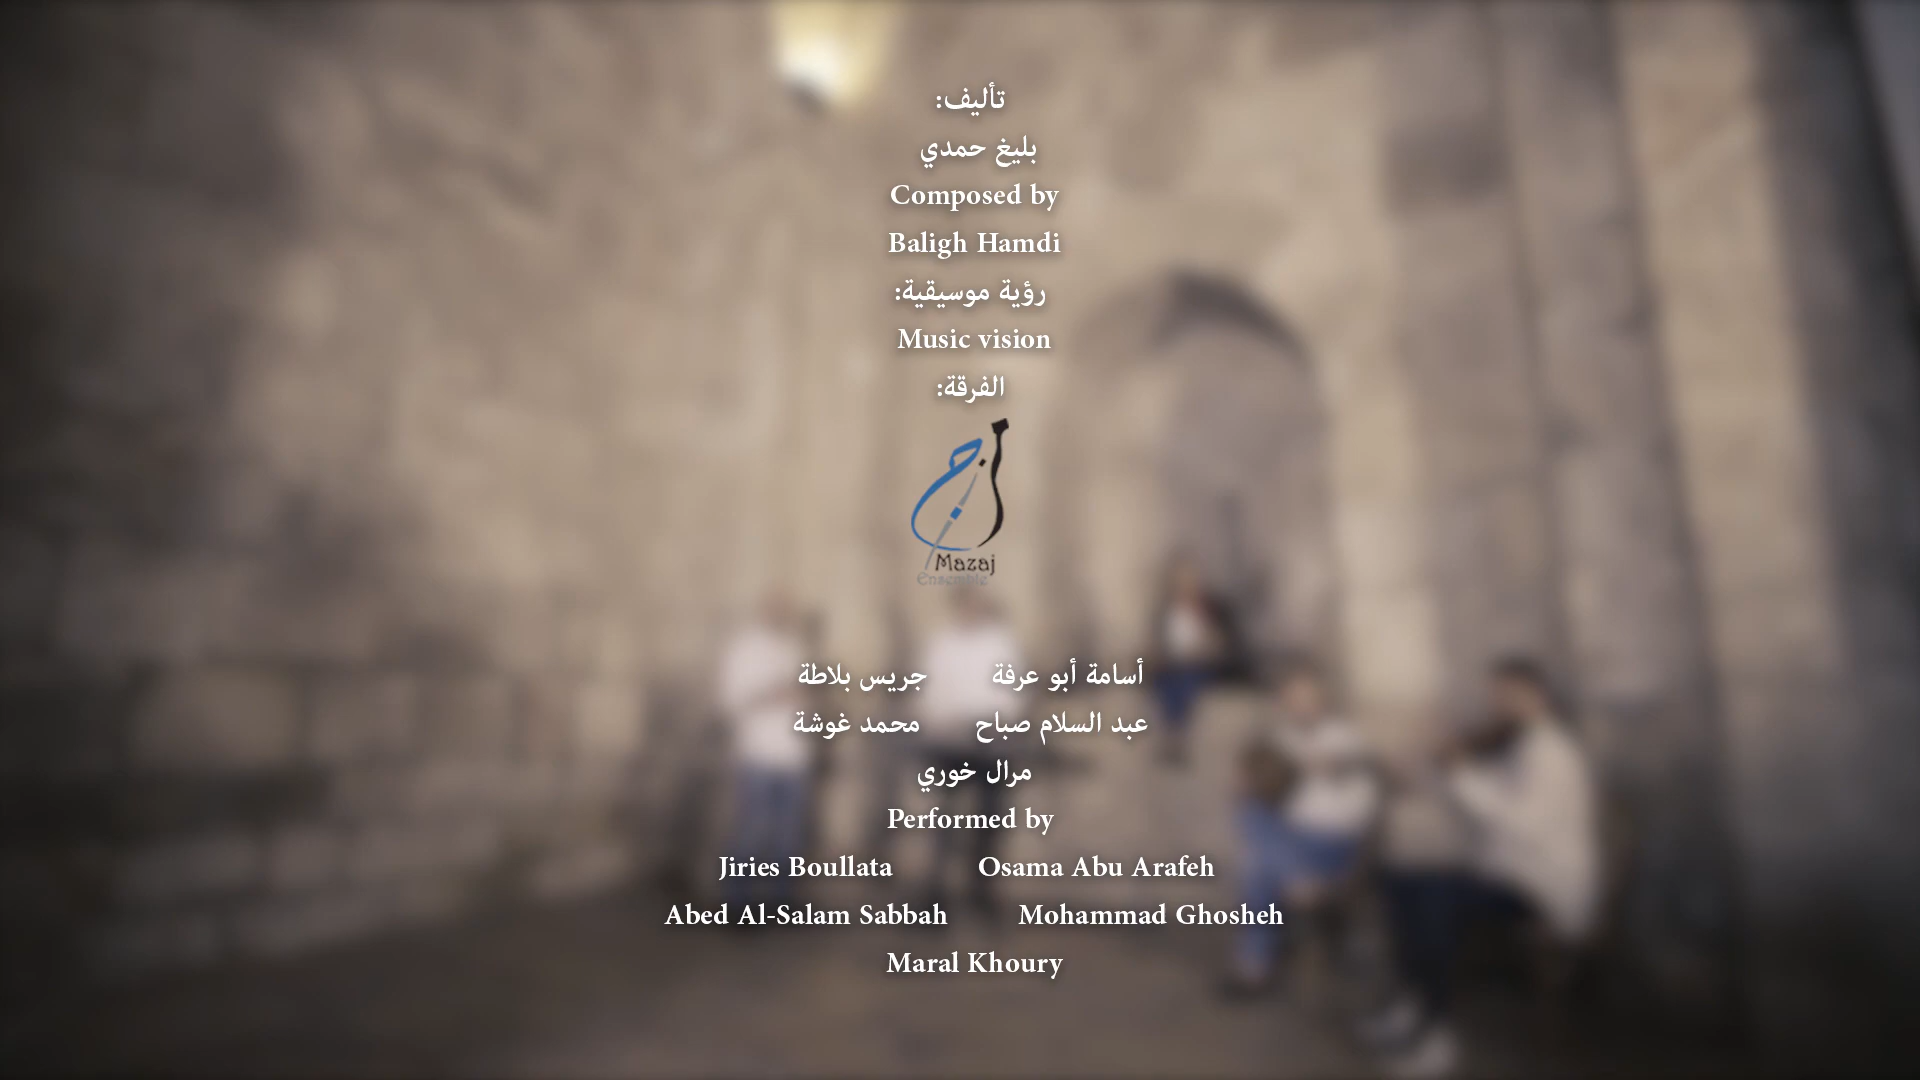 تأليف:
بليغ حمدي
Composed by
Baligh Hamdi
رؤية موسيقية:
Music vision
الفرقة:
مزاج
Mazaj
Ensemble
أسامة أبو عرفة جريس بلاطة
عبد السلام صباح محمد غوشة
مرال خوري
Performed by
Jiries Boullata Osama Abu Arafeh
Abed Al-Salam Sabbah Mohammad Ghosheh
Maral Khoury